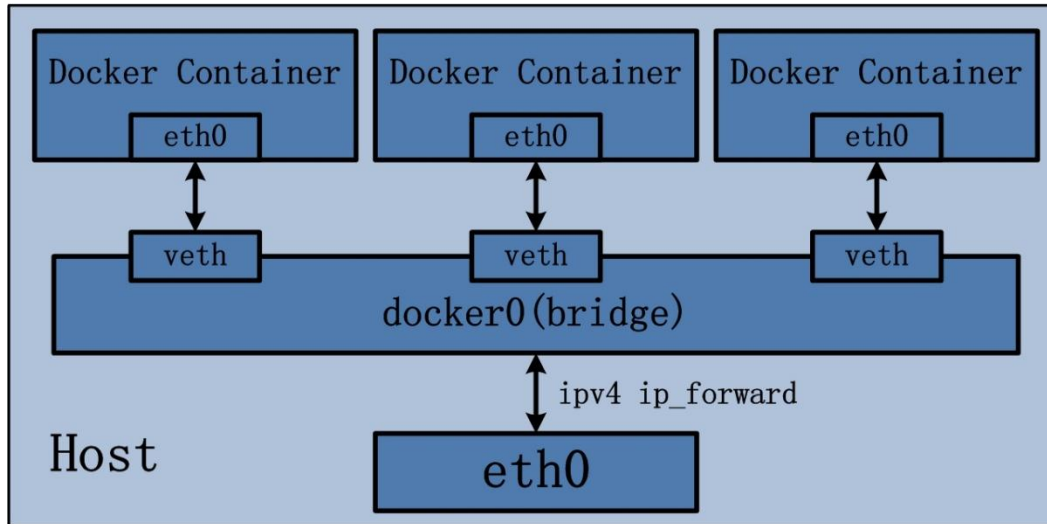 Docker Container
Docker Container
Docker Container
eth0
eth0
eth0
veth
veth
veth
docker0(bridge)
ipv4 ip_forward
Host
eth0